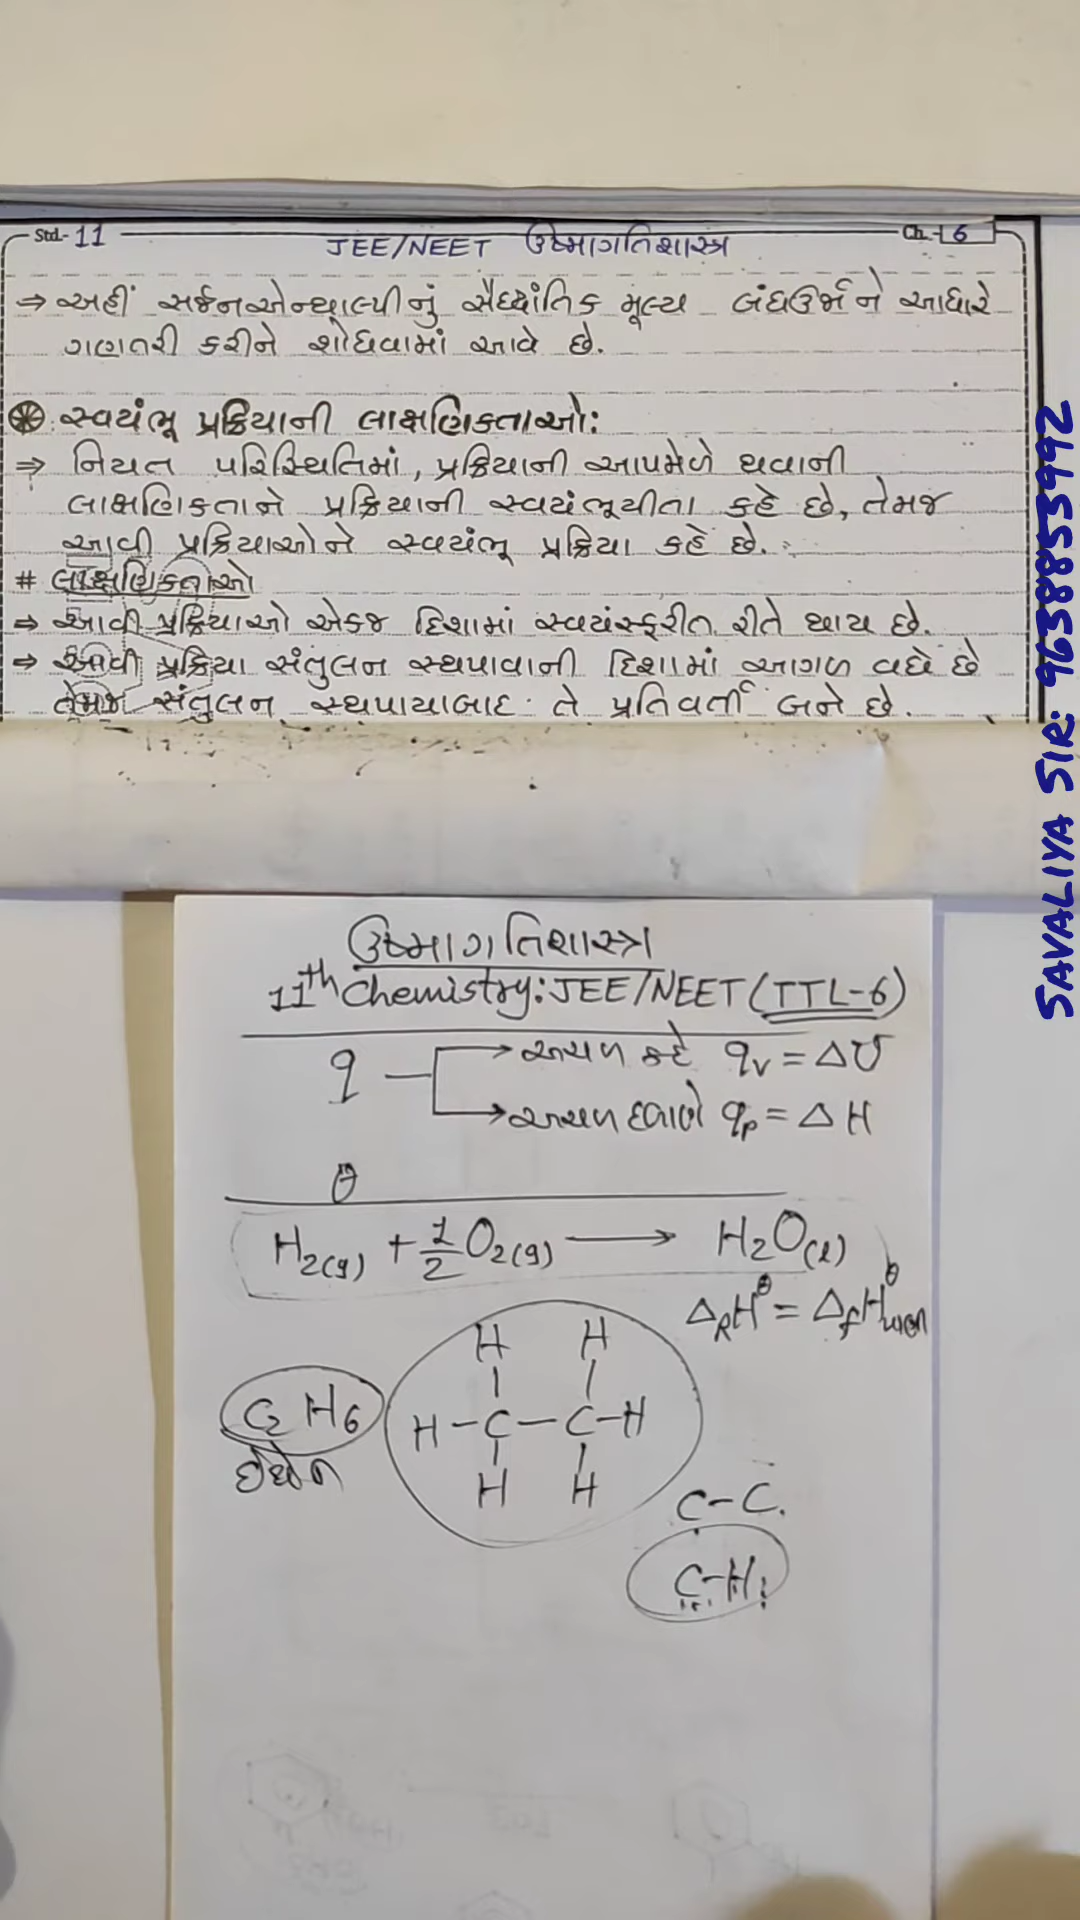 Std- 11
JEE/NEET ઉષ્માગતિશાસ્ત્ર
Ch.- 6
⇒ અહીં સર્જનએન્થાલ્પીનું સૈદ્ધાંતિક મૂલ્ય બંધઉર્જાને આધારે
ગણતરી કરીને શોધવામાં આવે છે.
સ્વયંભૂ પ્રક્રિયાની લાક્ષણિકતાઓ:
⇒ નિયત પરિસ્થિતિમાં, પ્રક્રિયાની આપમેળે થવાની
લાક્ષણિકતાને પ્રક્રિયાની સ્વયંભૂયીતા કહે છે, તેમજ
આવી પ્રક્રિયાઓને સ્વયંભૂ પ્રક્રિયા કહે છે.
# લાક્ષણિકતાઓ
⇒ આવી પ્રક્રિયાઓ એકજ દિશામાં સ્વયંસ્ફુરીત રીતે થાય છે.
⇒ આવી પ્રક્રિયા સંતુલન સ્થપાવાની દિશામાં આગળ વધે છે
તેમજ સંતુલન સ્થપાયાબાદ તે પ્રતિવર્તી બને છે.
SAVALIYA SIR: 9638853992
ઉષ્માગતિશાસ્ત્ર
11th Chemistry: JEE/NEET (TTL-6)
q → અચળ કદે qv = ΔU
→ અચળ દબાણે qp = ΔH
θ
H2(g) + 1/2 O2(g) → H2O(l)
ΔRHθ = ΔfHθ
H H
C2H6 H-C-C-H
ઈથેન H H
C-C.
C-H: